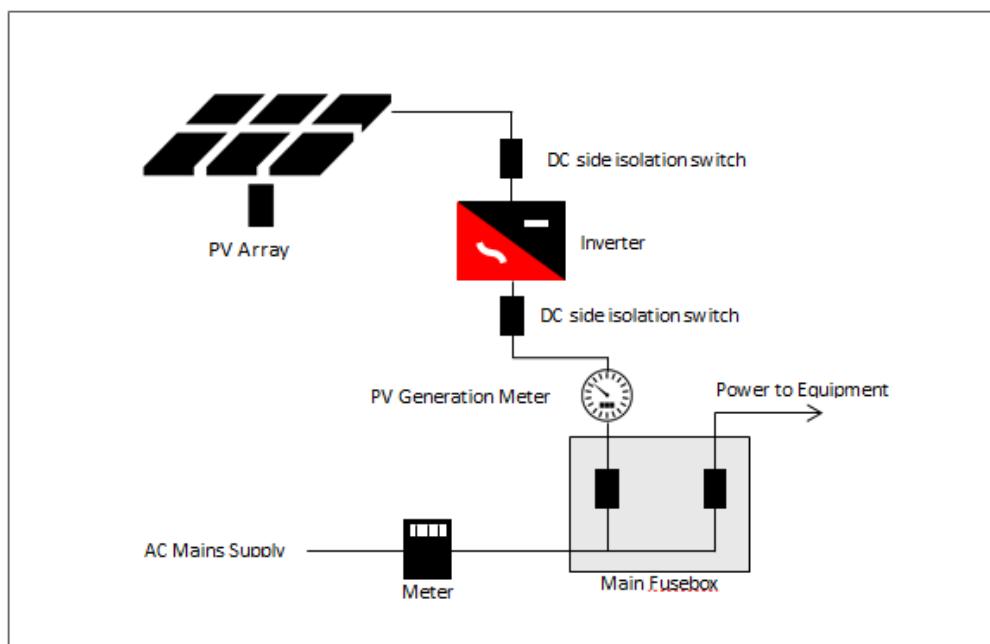 DC side isolation switch
PV Array
Inverter
DC side isolation switch
PV Generation Meter
Power to Equipment
AC Mains Supply
Meter
Main Fusebox